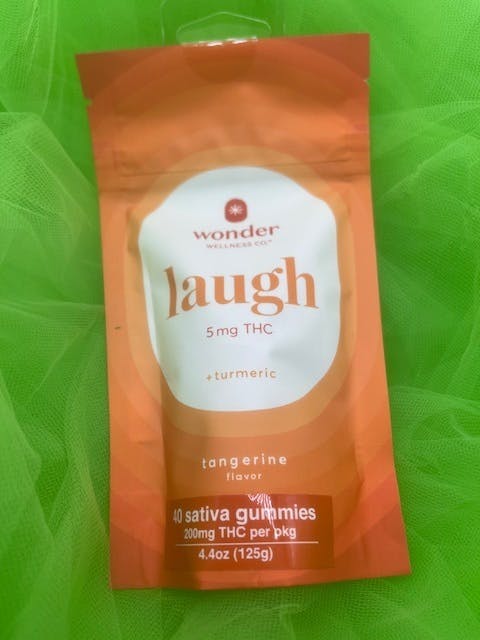 wonder
WELLNESS CO.™
laugh
5mg THC
+turmeric
tangerine
flavor
40 sativa gummies
200mg THC per pkg
4.4oz (125g)